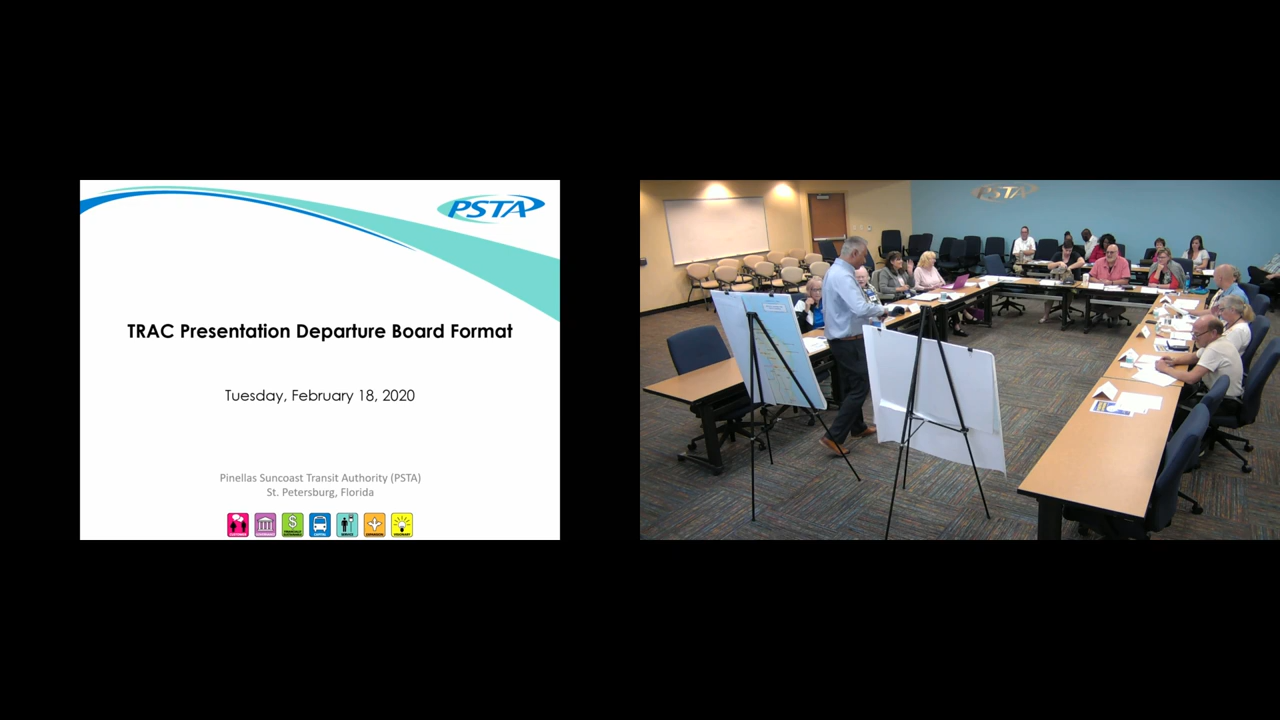 PSTA
TRAC Presentation Departure Board Format
Tuesday, February 18, 2020
Pinellas Suncoast Transit Authority (PSTA)
St. Petersburg, Florida
PSTA